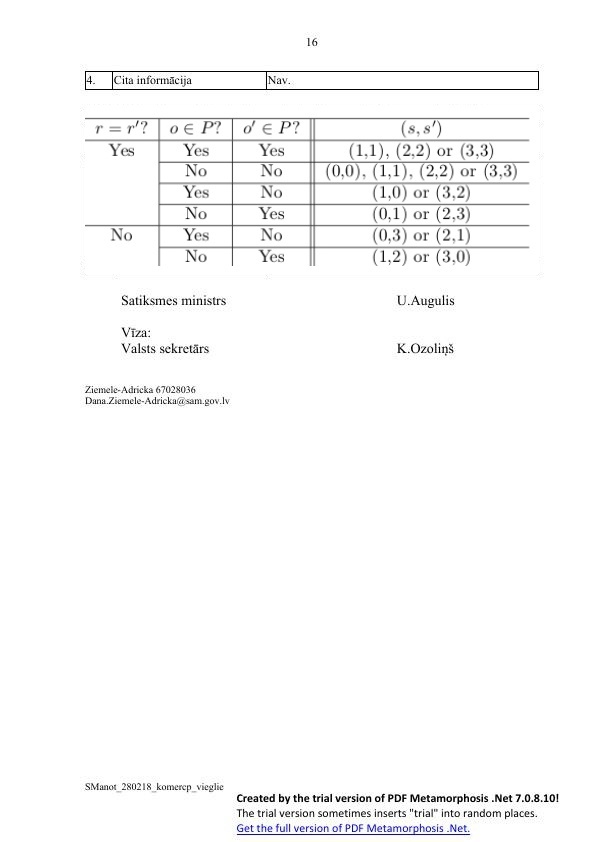 16
4. Cita informācija Nav.
r = r′? o ∈ P? o′ ∈ P? (s, s′)
Yes Yes Yes (1,1), (2,2) or (3,3)
No No (0,0), (1,1), (2,2) or (3,3)
Yes No (1,0) or (3,2)
No Yes (0,1) or (2,3)
No Yes No (0,3) or (2,1)
No Yes (1,2) or (3,0)
Satiksmes ministrs U.Augulis
Vīza:
Valsts sekretārs K.Ozoliņš
Ziemele-Adricka 67028036
Dana.Ziemele-Adricka@sam.gov.lv
SManot_280218_komercp_vieglie
Created by the trial version of PDF Metamorphosis .Net 7.0.8.10!
The trial version sometimes inserts "trial" into random places.
Get the full version of PDF Metamorphosis .Net.